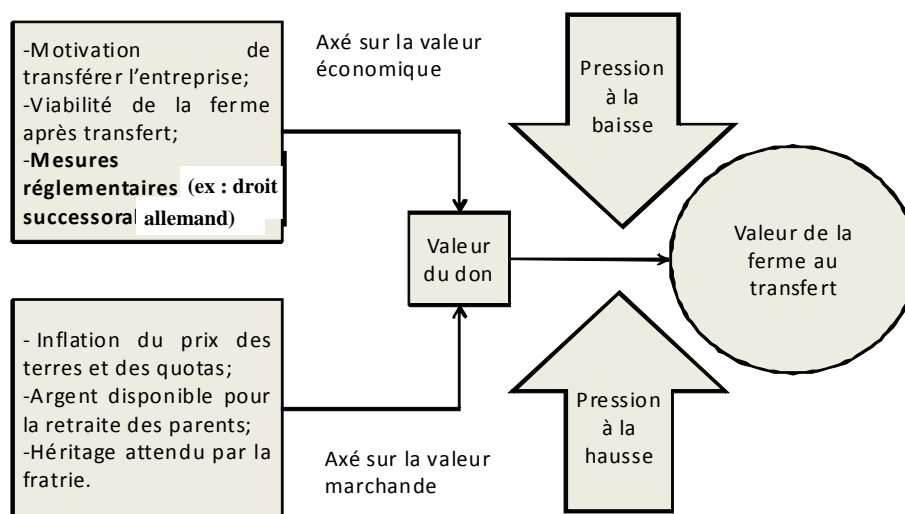 -Motivation de
transférer l'entreprise;
-Viabilité de la ferme
après transfert;
-Mesures
réglementaires (ex : droit
successoral allemand)
Axé sur la valeur
économique
Pression
à la
baisse
Valeur
du don
Valeur de la
ferme au
transfert
- Inflation du prix des
terres et des quotas;
-Argent disponible pour
la retraite des parents;
-Héritage attendu par la
fratrie.
Axé sur la valeur
marchande
Pression
à la
hausse